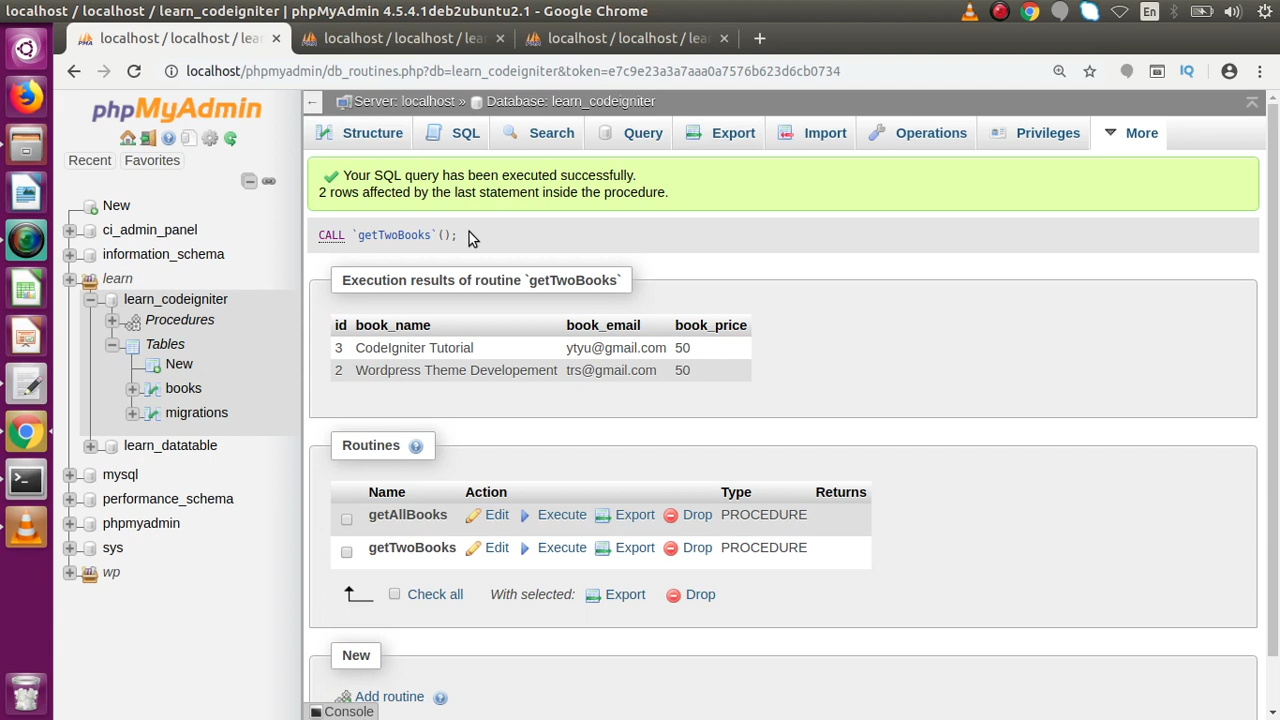 localhost / localhost / learn_codeigniter | phpMyAdmin 4.5.4.1deb2ubuntu2.1 - Google Chrome
En
localhost / localhost / lear
localhost / localhost / lear
localhost / localhost / lear
localhost/phpmyadmin/db_routines.php?db=learn_codeigniter&token=e7c9e23a3a7aaa0a7576b623d6cb0734
IQ
phpMyAdmin
Recent
Favorites
New
ci_admin_panel
information_schema
learn
learn_codeigniter
Procedures
Tables
New
books
migrations
learn_datatable
mysql
performance_schema
phpmyadmin
sys
wp
Server: localhost » Database: learn_codeigniter
Structure SQL Search Query Export Import Operations Privileges More
Your SQL query has been executed successfully.
2 rows affected by the last statement inside the procedure.
CALL `getTwoBooks`();
Execution results of routine `getTwoBooks`
id book_name book_email book_price
3 CodeIgniter Tutorial ytyu@gmail.com 50
2 Wordpress Theme Developement trs@gmail.com 50
Routines
Name Action Type Returns
getAllBooks Edit Execute Export Drop PROCEDURE
getTwoBooks Edit Execute Export Drop PROCEDURE
Check all With selected: Export Drop
New
Add routine
Console